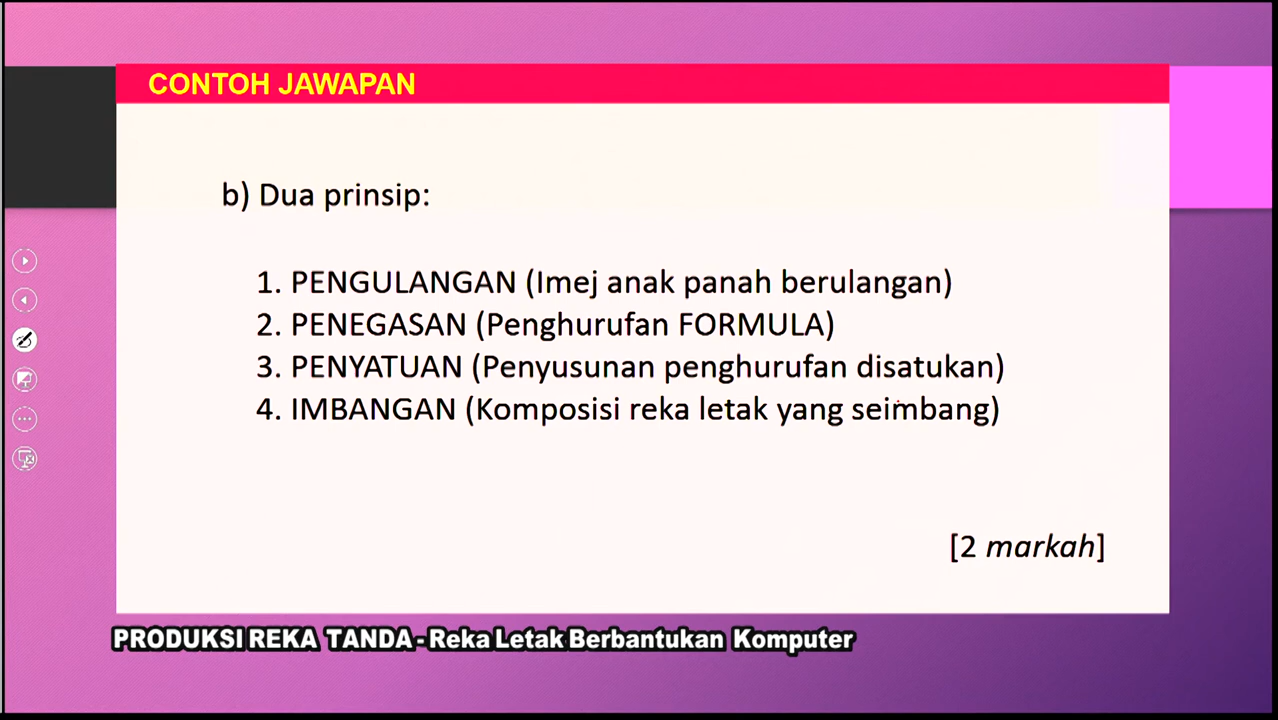 CONTOH JAWAPAN
b) Dua prinsip:
1. PENGULANGAN (Imej anak panah berulangan)
2. PENEGASAN (Penghurufan FORMULA)
3. PENYATUAN (Penyusunan penghurufan disatukan)
4. IMBANGAN (Komposisi reka letak yang seimbang)
[2 markah]
PRODUKSI REKA TANDA - Reka Letak Berbantukan Komputer